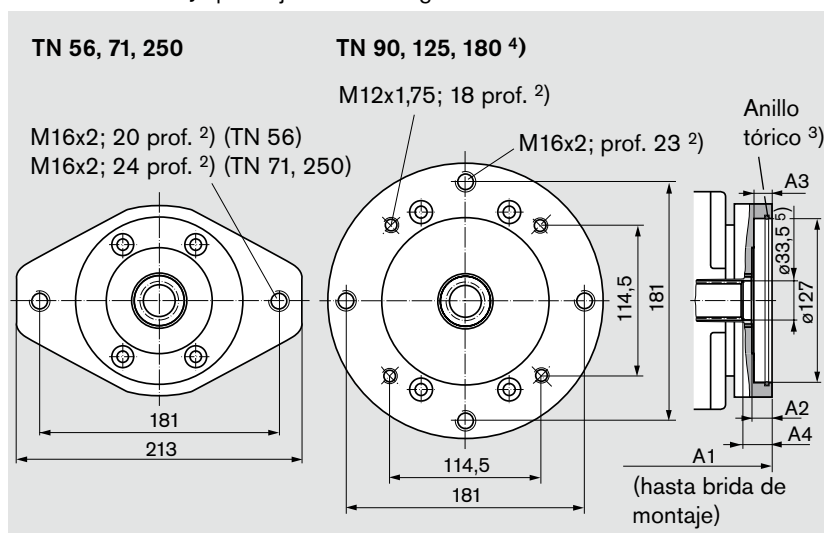 TN 56, 71, 250
TN 90, 125, 180 ⁴)
M12x1,75; 18 prof. ²)
M16x2; 20 prof. ²) (TN 56)
M16x2; 24 prof. ²) (TN 71, 250)
M16x2; prof. 23 ²)
Anillo
tórico ³)
A3
ø33,5 ⁵)
ø127
114,5
181
A2
A4
A1
(hasta brida de
montaje)
181
213
114,5
181